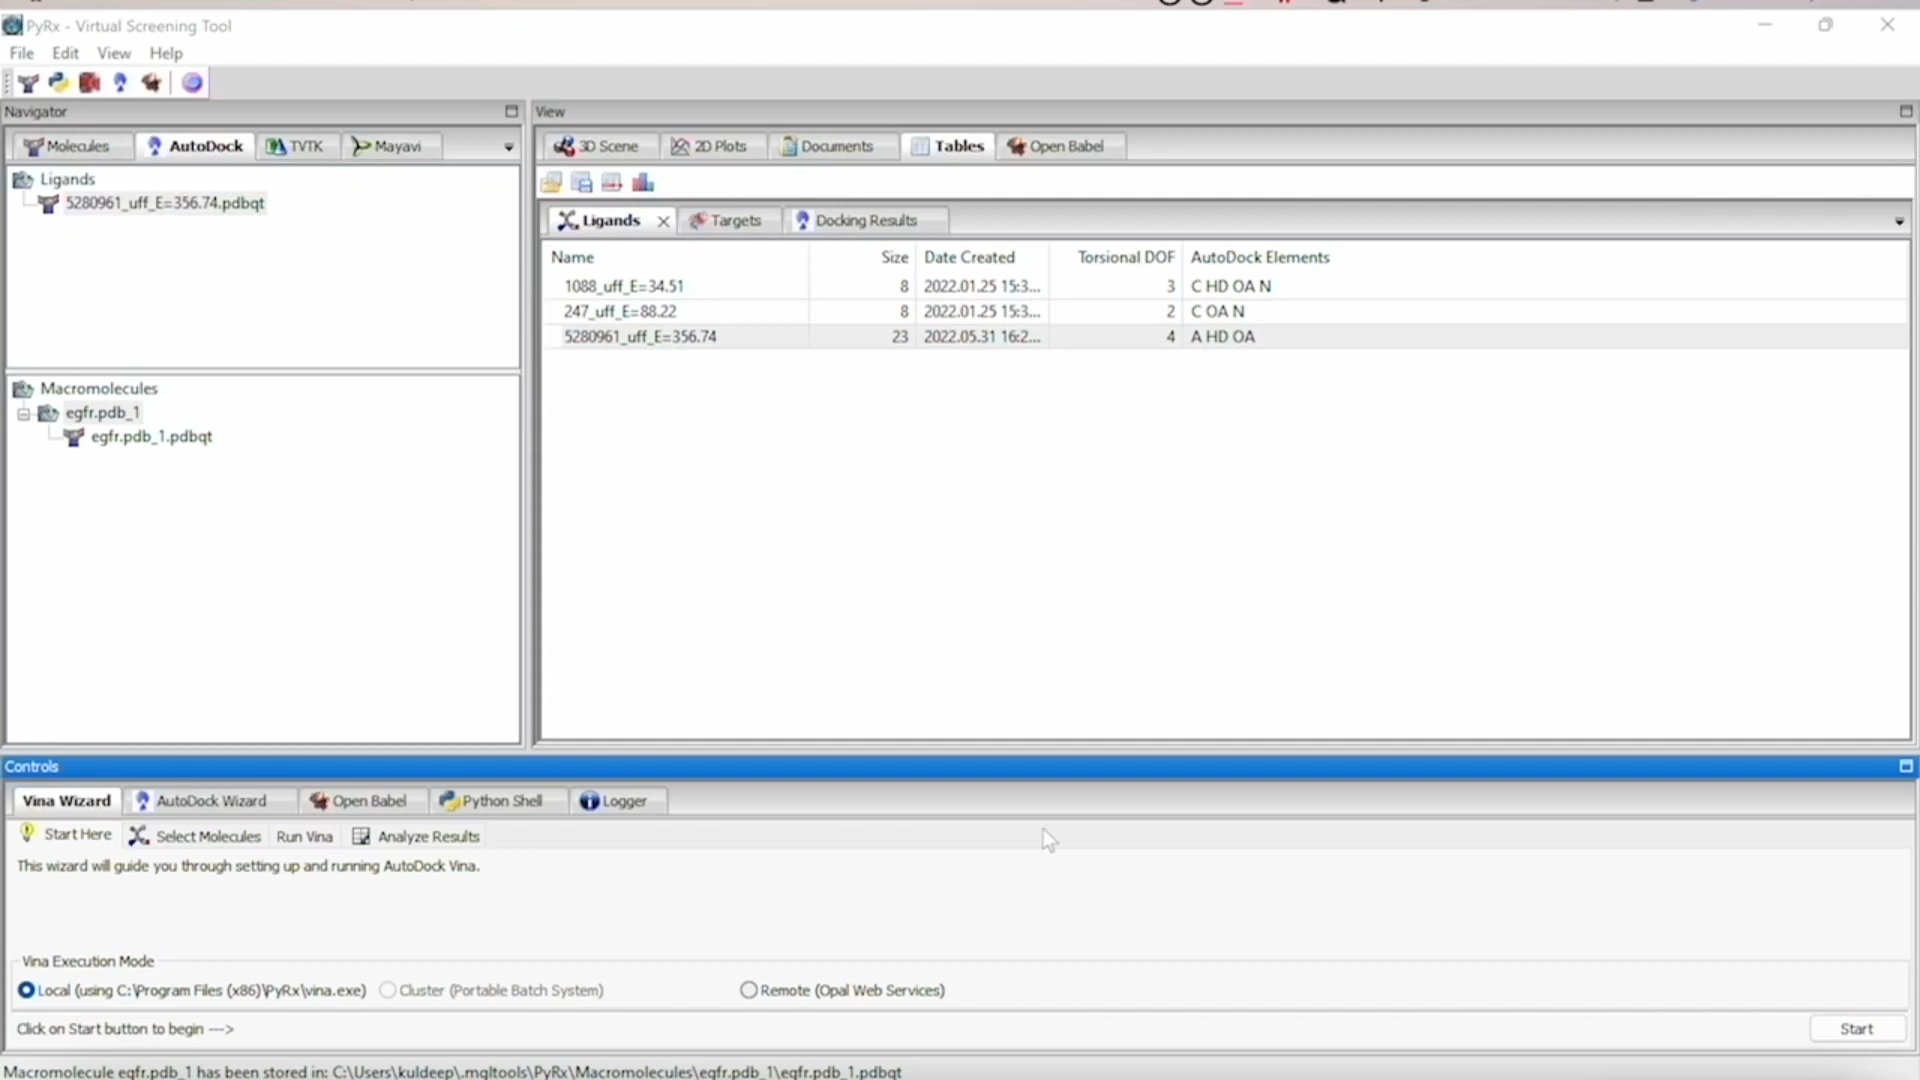 PyRx - Virtual Screening Tool
File Edit View Help
Navigator
View
Molecules AutoDock TVTK Mayavi
3D Scene 2D Plots Documents Tables Open Babel
Ligands
5280961_uff_E=356.74.pdbqt
Ligands Targets Docking Results
Name Size Date Created Torsional DOF AutoDock Elements
1088_uff_E=34.51 8 2022.01.25 15:3... 3 C HD OA N
247_uff_E=88.22 8 2022.01.25 15:3... 2 C OA N
5280961_uff_E=356.74 23 2022.05.31 16:2... 4 A HD OA
Macromolecules
egfr.pdb_1
egfr.pdb_1.pdbqt
Controls
Vina Wizard AutoDock Wizard Open Babel Python Shell Logger
Start Here Select Molecules Run Vina Analyze Results
This wizard will guide you through setting up and running AutoDock Vina.
Vina Execution Mode
Local (using C:\Program Files (x86)\PyRx\vina.exe) Cluster (Portable Batch System) Remote (Opal Web Services)
Click on Start button to begin --->
Start
Macromolecule egfr.pdb_1 has been stored in: C:\Users\kuldeep\.mgltools\PyRx\Macromolecules\egfr.pdb_1\egfr.pdb_1.pdbqt